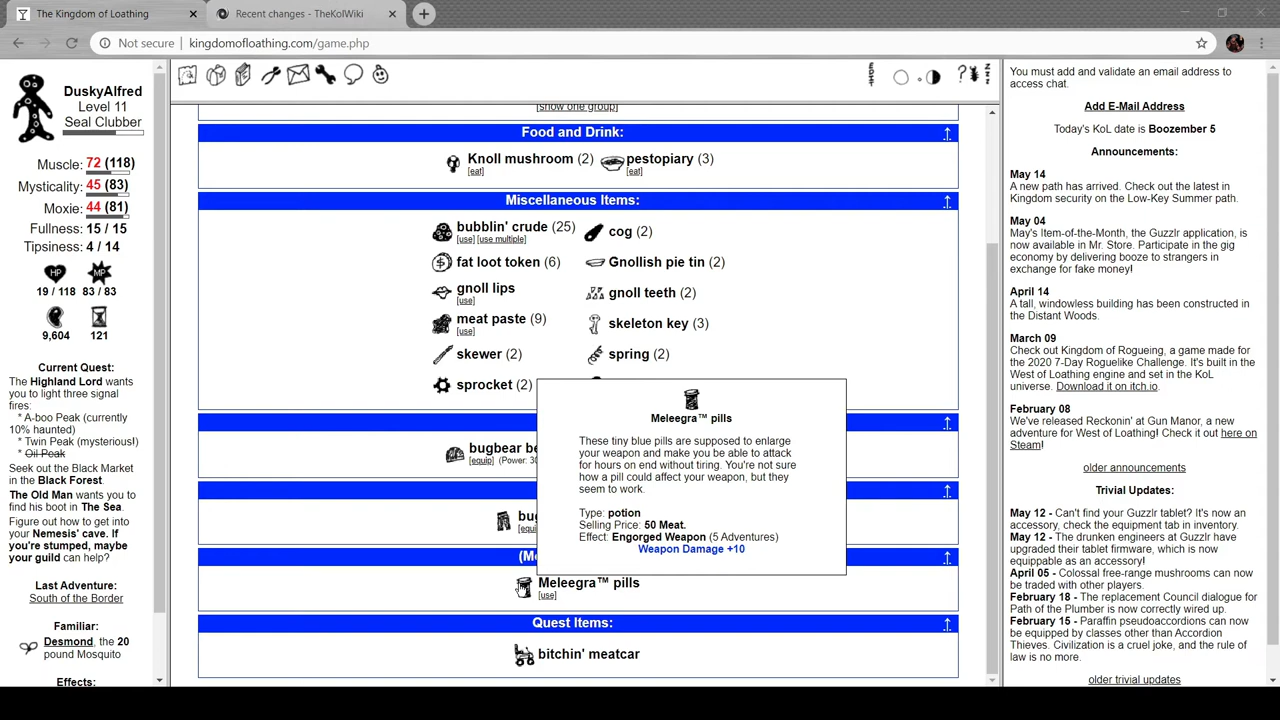 The Kingdom of Loathing
Recent changes - TheKolWiki
Not secure | kingdomofloathing.com/game.php
DuskyAlfred
Level 11
Seal Clubber
Muscle: 72 (118)
Mysticality: 45 (83)
Moxie: 44 (81)
Fullness: 15 / 15
Tipsiness: 4 / 14
HP MP
19 / 118 83 / 83
9,604 121
Current Quest:
The Highland Lord wants
you to light three signal
fires:
* A-boo Peak (currently
10% haunted)
* Twin Peak (mysterious!)
* Oil Peak
Seek out the Black Market
in the Black Forest.
The Old Man wants you to
find his boot in The Sea.
Figure out how to get into
your Nemesis' cave. If
you're stumped, maybe
your guild can help?
Last Adventure:
South of the Border
Familiar:
Desmond, the 20
pound Mosquito
Effects:
[show one group]
Food and Drink:
Knoll mushroom (2) pestopiary (3)
[eat] [eat]
Miscellaneous Items:
bubblin' crude (25) cog (2)
[use] [use multiple]
fat loot token (6) Gnollish pie tin (2)
gnoll lips gnoll teeth (2)
[use]
meat paste (9) skeleton key (3)
[use]
skewer (2) spring (2)
sprocket (2)
bugbear be
[equip] (Power: 30
bug
[equi
(Me
Meleegra™ pills
[use]
Quest Items:
bitchin' meatcar
Meleegra™ pills
These tiny blue pills are supposed to enlarge
your weapon and make you be able to attack
for hours on end without tiring. You're not sure
how a pill could affect your weapon, but they
seem to work.
Type: potion
Selling Price: 50 Meat.
Effect: Engorged Weapon (5 Adventures)
Weapon Damage +10
You must add and validate an email address to
access chat.
Add E-Mail Address
Today's KoL date is Boozember 5
Announcements:
May 14
A new path has arrived. Check out the latest in
Kingdom security on the Low-Key Summer path.
May 04
May's Item-of-the-Month, the Guzzlr application, is
now available in Mr. Store. Participate in the gig
economy by delivering booze to strangers in
exchange for fake money!
April 14
A tall, windowless building has been constructed in
the Distant Woods.
March 09
Check out Kingdom of Rogueing, a game made for
the 2020 7-Day Roguelike Challenge. It's built in the
West of Loathing engine and set in the KoL
universe. Download it on itch.io.
February 08
We've released Reckonin' at Gun Manor, a new
adventure for West of Loathing! Check it out here on
Steam!
older announcements
Trivial Updates:
May 12 - Can't find your Guzzlr tablet? It's now an
accessory, check the equipment tab in inventory.
May 12 - The drunken engineers at Guzzlr have
upgraded their tablet firmware, which is now
equippable as an accessory!
April 05 - Colossal free-range mushrooms can now
be traded with other players.
February 18 - The replacement Council dialogue for
Path of the Plumber is now correctly wired up.
February 15 - Paraffin pseudoaccordions can now
be equipped by classes other than Accordion
Thieves. Civilization is a cruel joke, and the rule of
law is no more.
older trivial updates